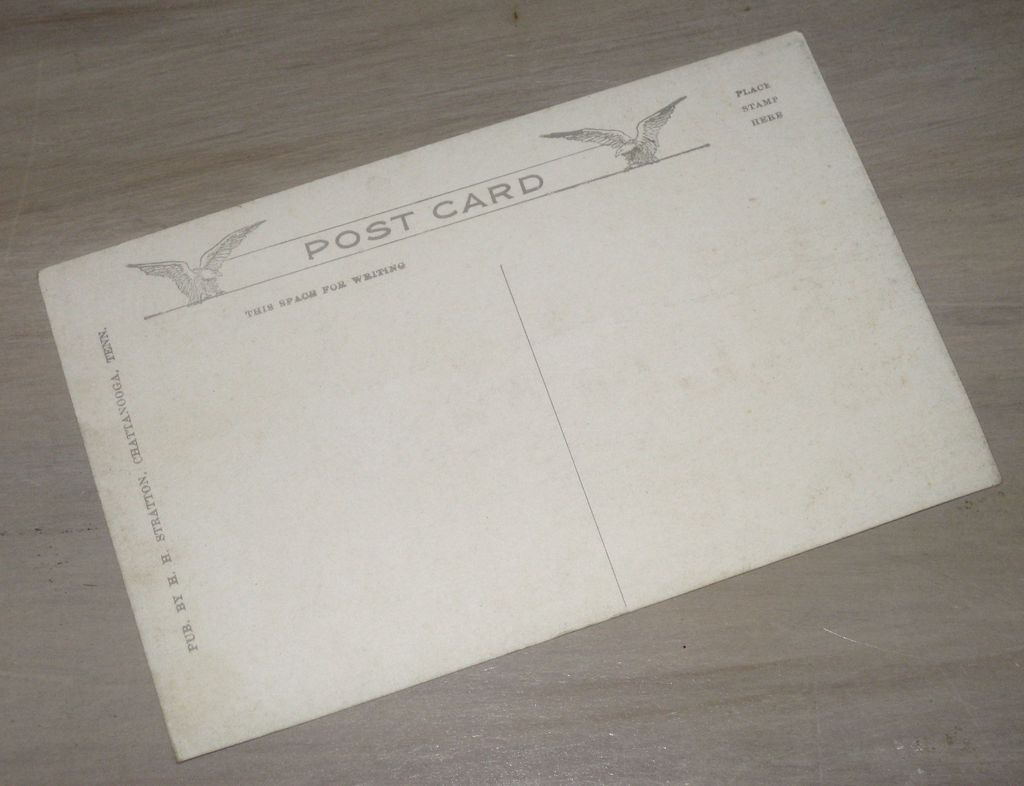 POST CARD
PLACE
STAMP
HERE
THIS SPACE FOR WRITING
PUB. BY H. H. STRATTON, CHATTANOOGA, TENN.